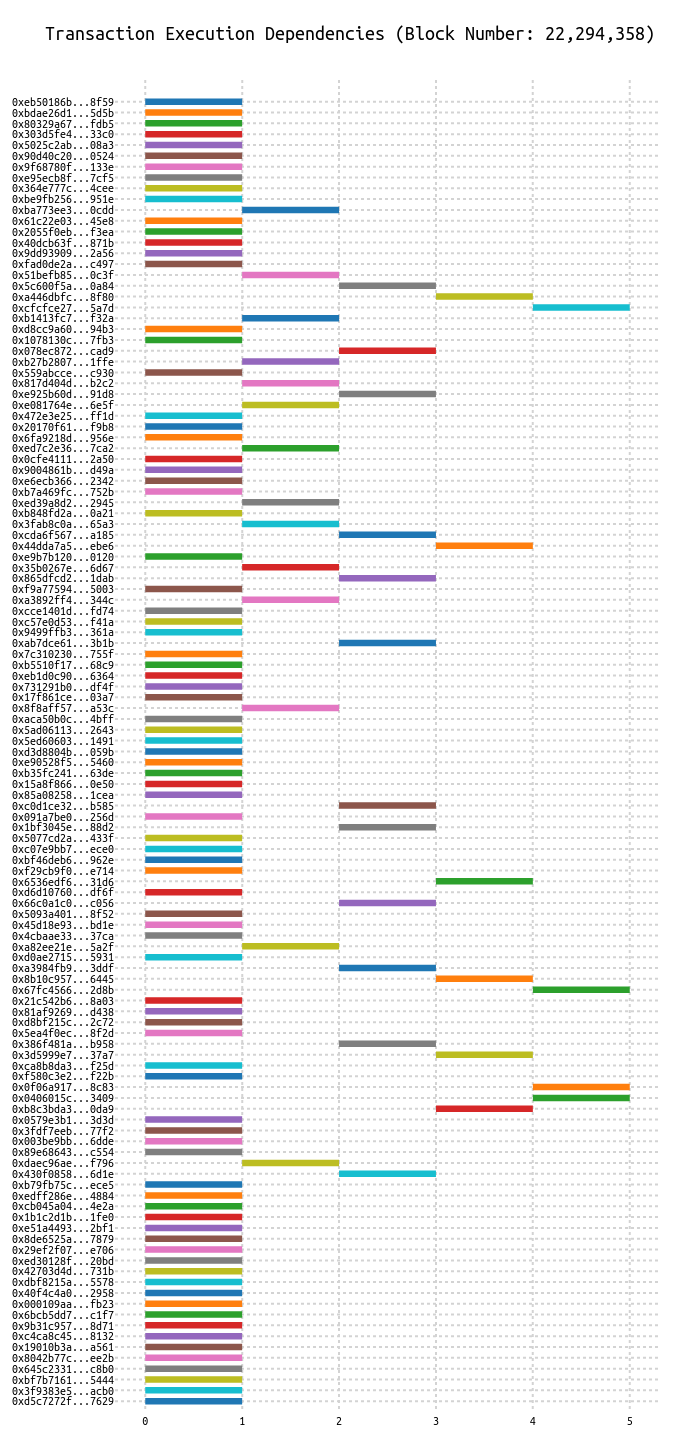 Transaction Execution Dependencies (Block Number: 22,294,358)
0xeb50186b...8f59
0xbdae26d1...5d5b
0x80329a67...fdb5
0x303d5fe4...33c0
0x5025c2ab...08a3
0x90d40c20...0524
0x9f68780f...133e
0xe95ecb8f...7cf5
0x364e777c...4cee
0xbe9fb256...951e
0xba773ee3...0cdd
0x61c22e03...45e8
0x2055f0eb...f3ea
0x40dcb63f...871b
0x9dd93909...2a56
0xfad0de2a...c497
0x51befb85...0c3f
0x5c600f5a...0a84
0xa446dbfc...8f80
0xcfcfce27...5a7d
0xb1413fc7...f32a
0xd8cc9a60...94b3
0x1078130c...7fb3
0x078ec872...cad9
0xb27b2807...1ffe
0x559abcce...c930
0x817d404d...b2c2
0xe925b60d...91d8
0xe081764e...6e5f
0x472e3e25...ff1d
0x20170f61...f9b8
0x6fa9218d...956e
0xed7c2e36...7ca2
0x0cfe4111...2a50
0x9004861b...d49a
0xe6ecb366...2342
0xb7a469fc...752b
0xed39a8d2...2945
0xb848fd2a...0a21
0x3fab8c0a...65a3
0xcda6f567...a185
0x44dda7a5...ebe6
0xe9b7b120...0120
0x35b0267e...6d67
0x865dfcd2...1dab
0xf9a77594...5003
0xa3892ff4...344c
0xcce1401d...fd74
0xc57e0d53...f41a
0x9499ffb3...361a
0xab7dce61...3b1b
0x7c310230...755f
0xb5510f17...68c9
0xeb1d0c90...6364
0x731291b0...df4f
0x17f861ce...03a7
0x8f8aff57...a53c
0xaca50b0c...4bff
0x5ad06113...2643
0x5ed60603...1491
0xd3d8804b...059b
0xe90528f5...5460
0xb35fc241...63de
0x15a8f866...0e50
0x85a08258...1cea
0xc0d1ce32...b585
0x091a7be0...256d
0x1bf3045e...88d2
0x5077cd2a...433f
0xc07e9bb7...ece0
0xbf46deb6...962e
0xf29cb9f0...e714
0x6536edf6...31d6
0xd6d10760...df6f
0x66c0a1c0...c056
0x5093a401...8f52
0x45d18e93...bd1e
0x4cbaae33...37ca
0xa82ee21e...5a2f
0xd0ae2715...5931
0xa3984fb9...3ddf
0x8b10c957...6445
0x67fc4566...2d8b
0x21c542b6...8a03
0x81af9269...d438
0xd8bf215c...2c72
0x5ea4f0ec...8f2d
0x386f481a...b958
0x3d5999e7...37a7
0xca8b8da3...f25d
0xf580c3e2...f22b
0x0f06a917...8c83
0x0406015c...3409
0xb8c3bda3...0da9
0x0579e3b1...3d3d
0x3fdf7eeb...77f2
0x003be9bb...6dde
0x89e68643...c554
0xdaec96ae...f796
0x430f0858...6d1e
0xb79fb75c...ece5
0xedff286e...4884
0xcb045a04...4e2a
0x1b1c2d1b...1fe0
0xe51a4493...2bf1
0x8de6525a...7879
0x29ef2f07...e706
0xed30128f...20bd
0x42703d4d...731b
0xdbf8215a...5578
0x40f4c4a0...2958
0x000109aa...fb23
0x6bcb5dd7...c1f7
0x9b31c957...8d71
0xc4ca8c45...8132
0x19010b3a...a561
0x8042b77c...ee2b
0x645c2331...c8b0
0xbf7b7161...5444
0x3f9383e5...acb0
0xd5c7272f...7629
0 1 2 3 4 5